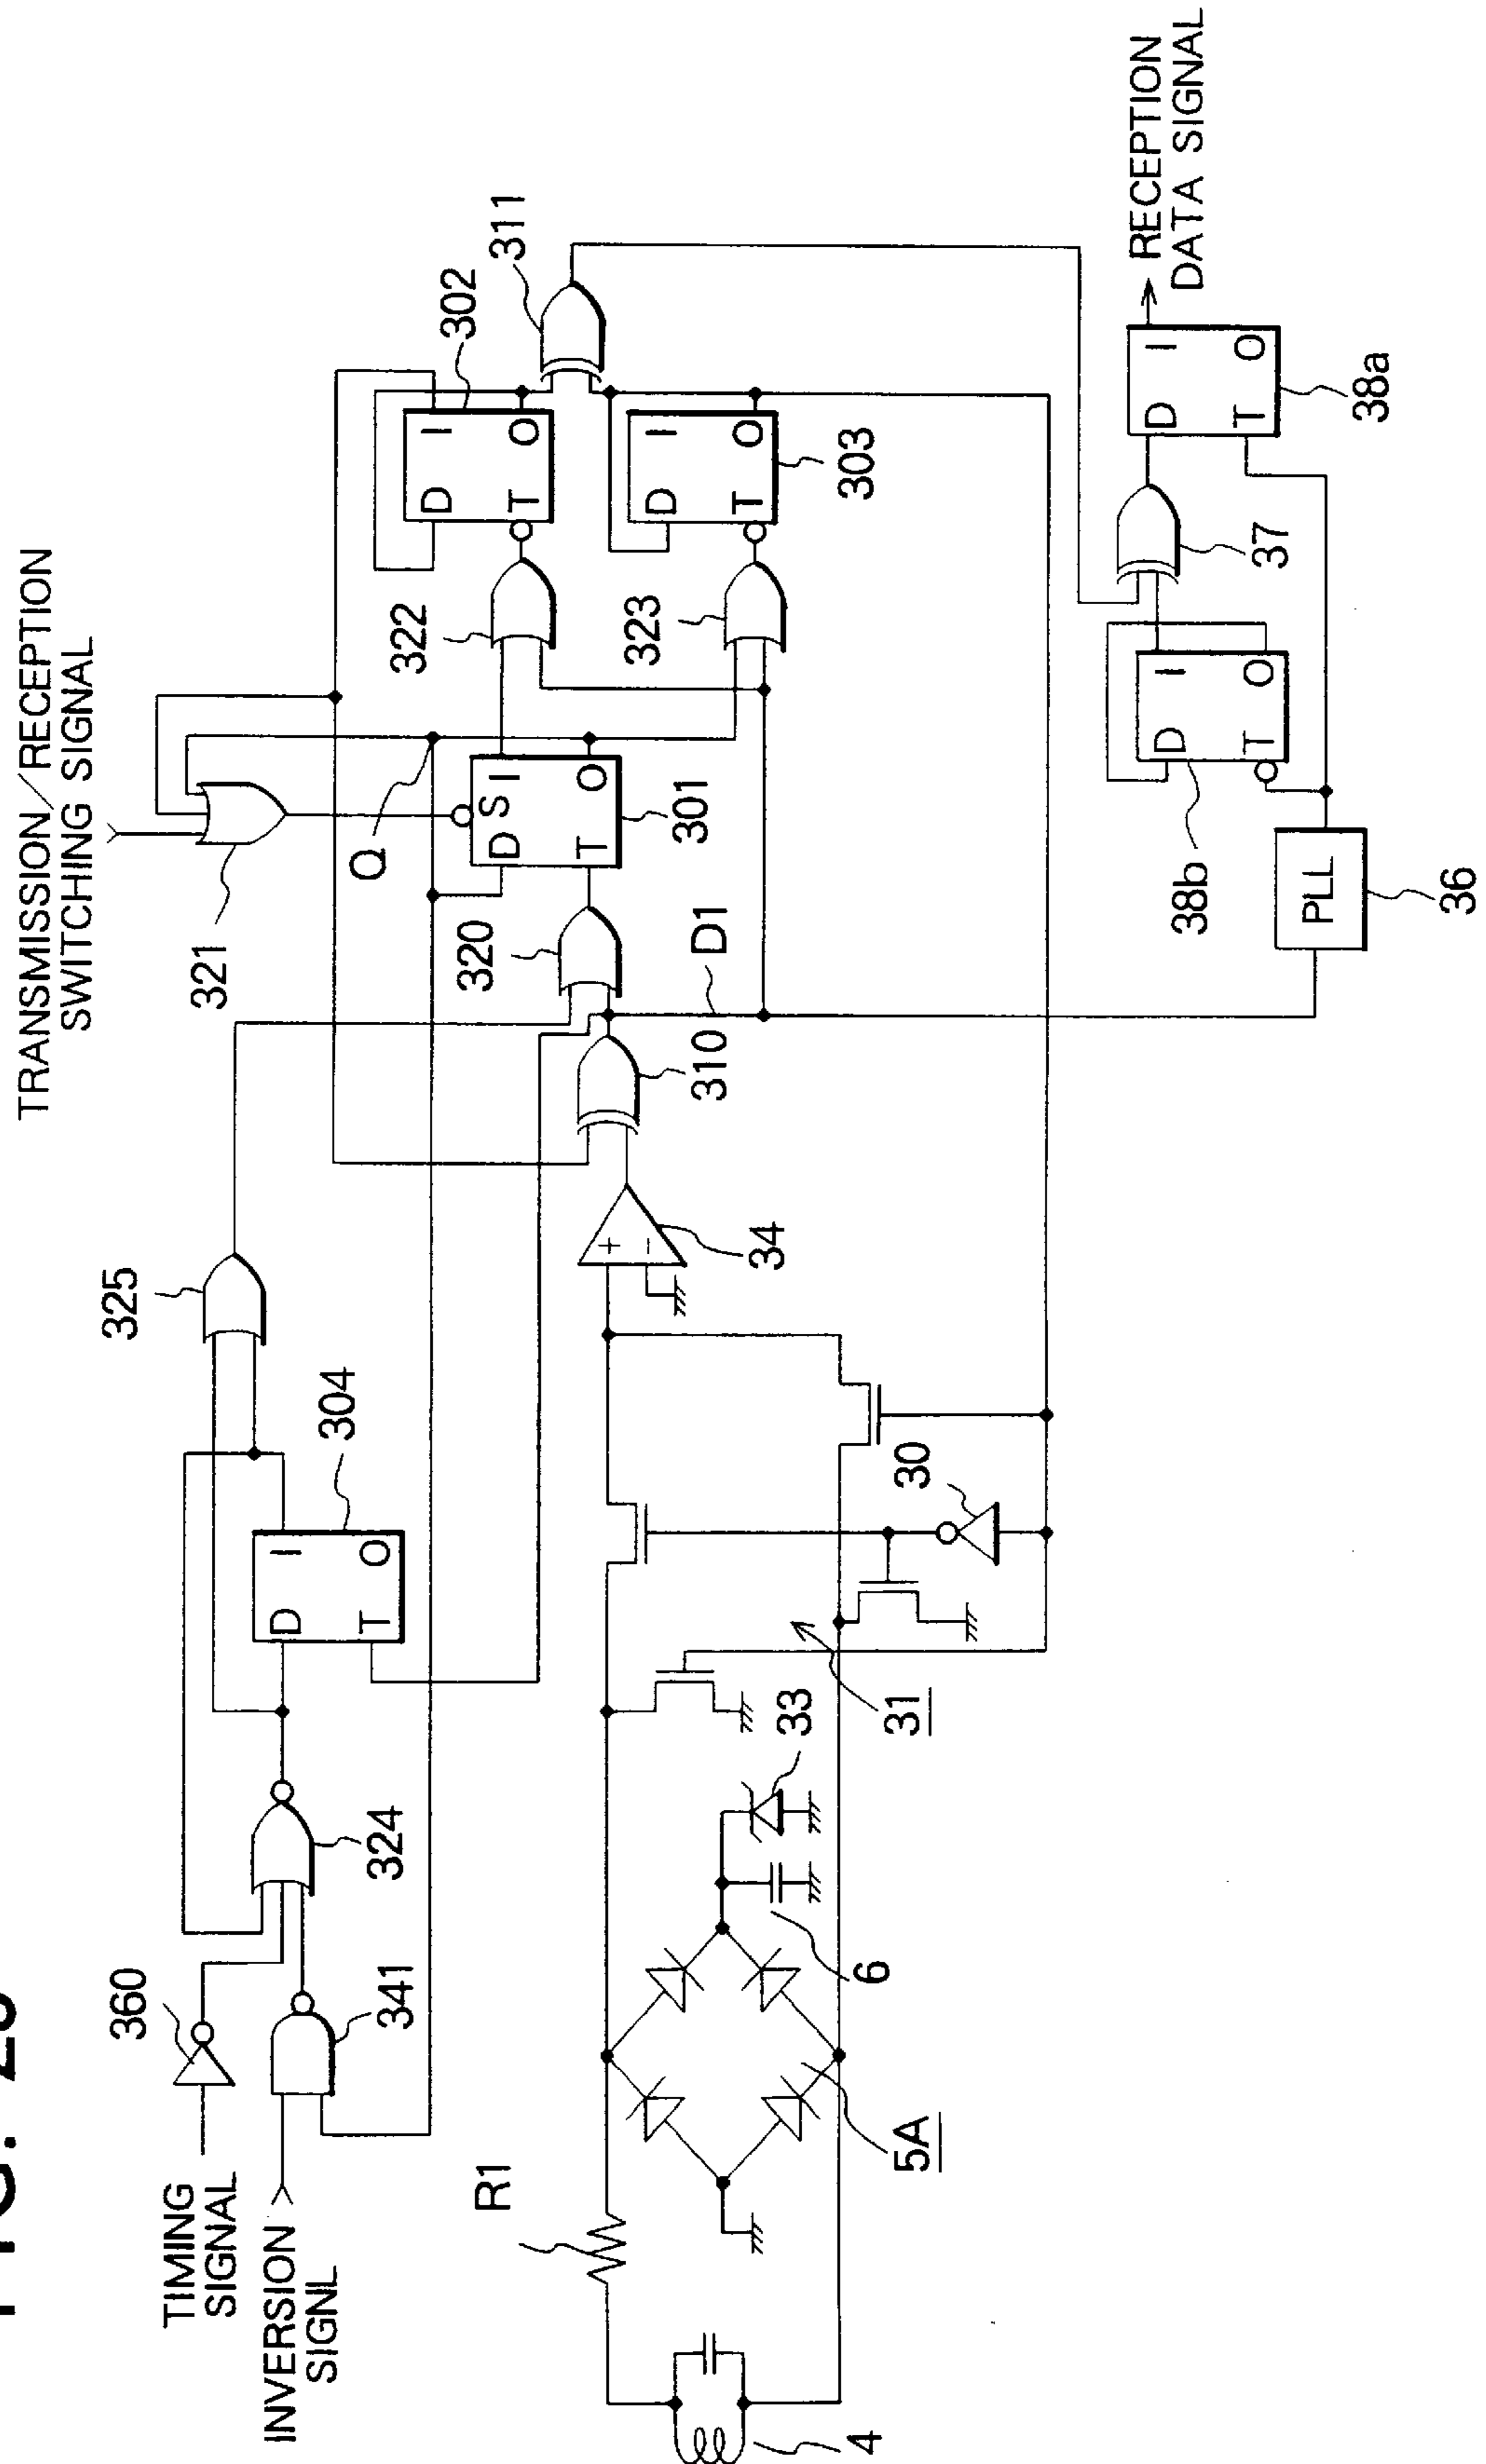 TRANSMISSION/RECEPTION
SWITCHING SIGNAL
360
TIMING
SIGNAL
INVERSION
SIGNIL
341
324
D
I
T
O
304
325
321
Q
D
S
I
T
O
301
320
322
D
I
T
O
302
311
323
D
I
T
O
303
310
D1
34
+
−
R1
4
5A
6
33
31
30
PLL
36
D
I
T
O
38b
37
D
I
T
O
38a
RECEPTION
DATA SIGNAL